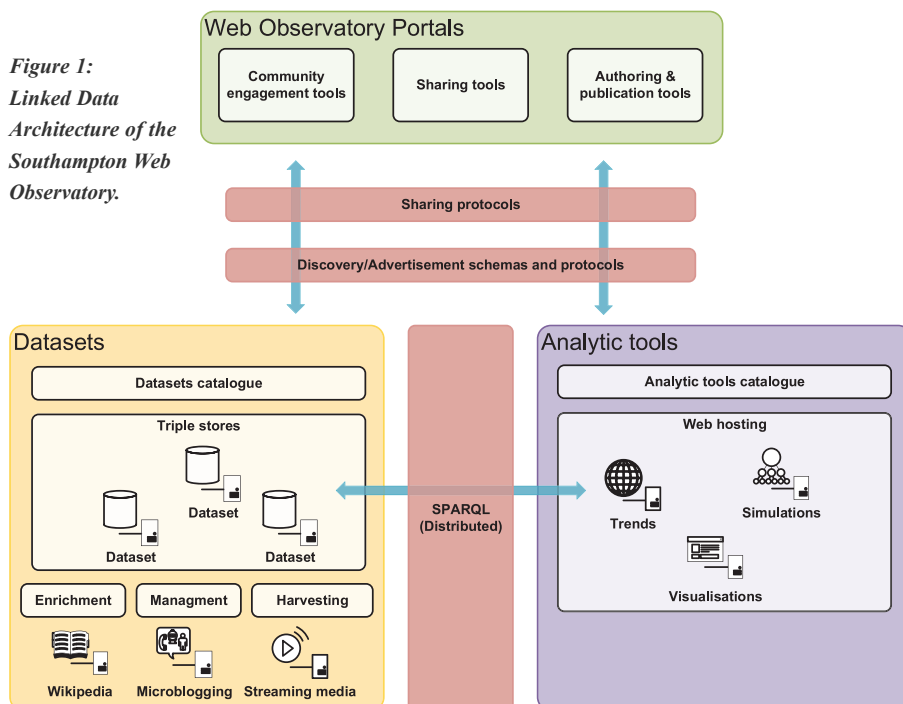 Web Observatory Portals
Figure 1:
Linked Data
Architecture of the
Southampton Web
Observatory.
Community
engagement tools
Sharing tools
Authoring &
publication tools
Sharing protocols
Discovery/Advertisement schemas and protocols
Datasets
Datasets catalogue
Triple stores
Dataset
Dataset
Dataset
Enrichment
Managment
Harvesting
Wikipedia
Microblogging
Streaming media
SPARQL
(Distributed)
Analytic tools
Analytic tools catalogue
Web hosting
Trends
Simulations
Visualisations